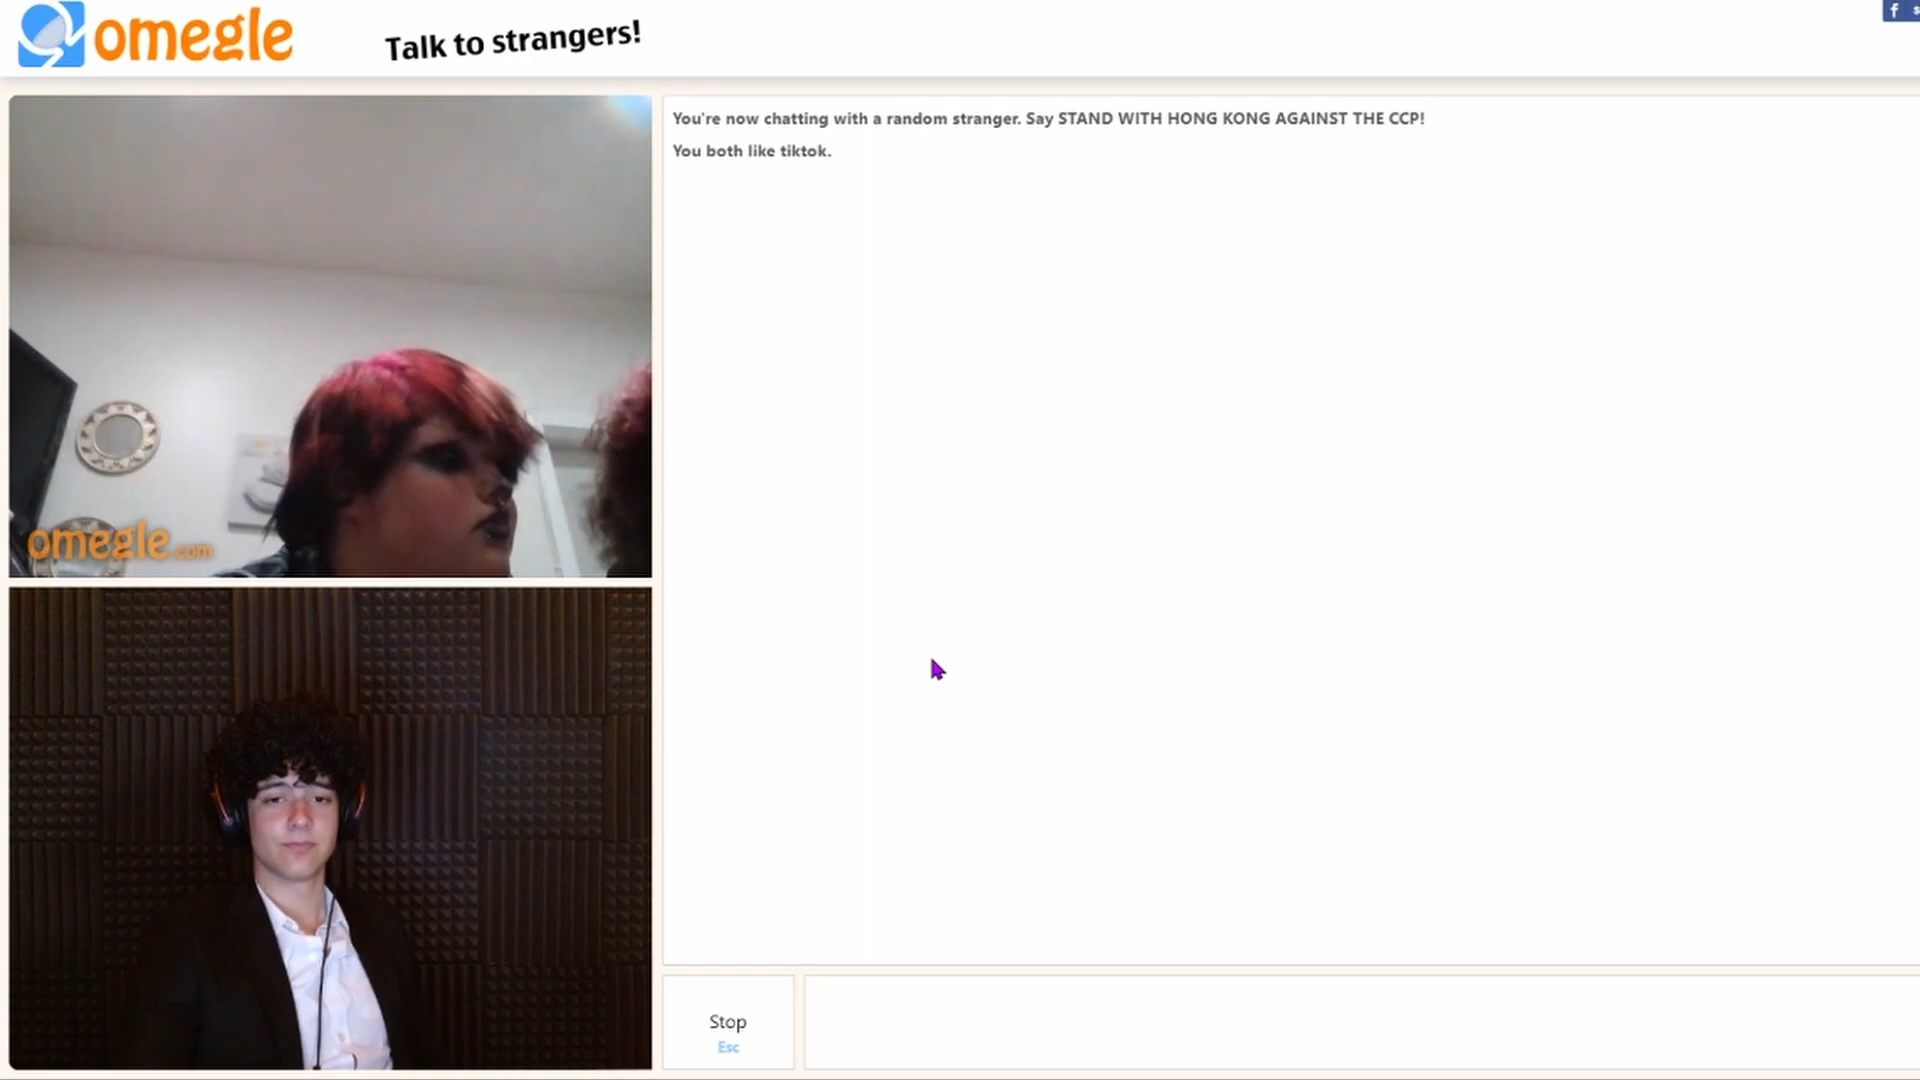 omegle
Talk to strangers!
f
You're now chatting with a random stranger. Say STAND WITH HONG KONG AGAINST THE CCP!
You both like tiktok.
omegle.com
Stop
Esc